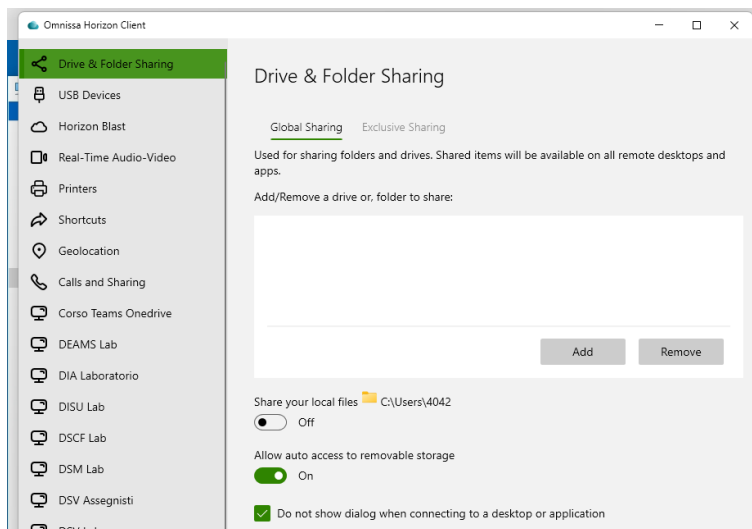 Omnissa Horizon Client
Drive & Folder Sharing
USB Devices
Horizon Blast
Real-Time Audio-Video
Printers
Shortcuts
Geolocation
Calls and Sharing
Corso Teams Onedrive
DEAMS Lab
DIA Laboratorio
DISU Lab
DSCF Lab
DSM Lab
DSV Assegnisti
Drive & Folder Sharing
Global Sharing Exclusive Sharing
Used for sharing folders and drives. Shared items will be available on all remote desktops and
apps.
Add/Remove a drive or, folder to share:
Add Remove
Share your local files C:\Users\4042
Off
Allow auto access to removable storage
On
Do not show dialog when connecting to a desktop or application